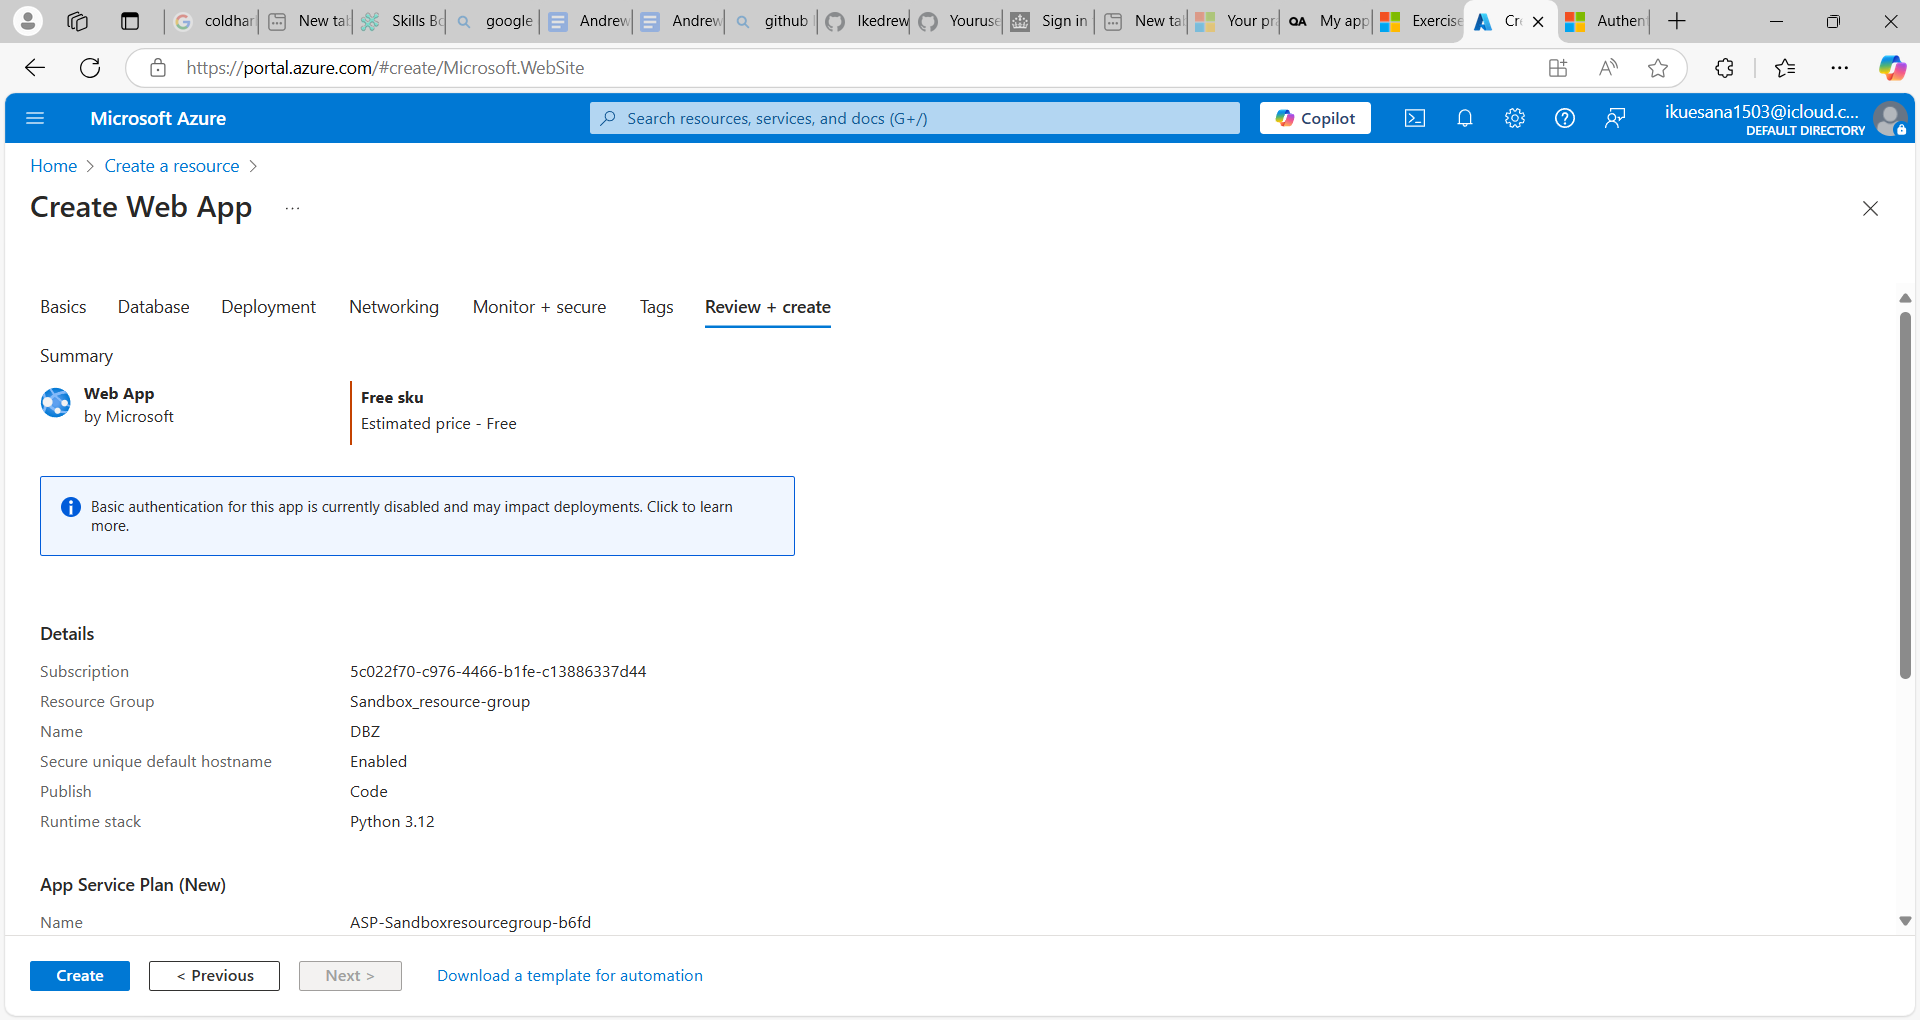 coldhar
New tab
Skills Bo
google
Andrew
Andrew
github l
Ikedrew
Youruse
Sign in
New tab
Your pra
QA My app
Exercise
Cr
Authent
https://portal.azure.com/#create/Microsoft.WebSite
Microsoft Azure
Search resources, services, and docs (G+/)
Copilot
ikuesana1503@icloud.c...
DEFAULT DIRECTORY
Home > Create a resource >
Create Web App ...
Basics
Database
Deployment
Networking
Monitor + secure
Tags
Review + create
Summary
Web App
by Microsoft
Free sku
Estimated price - Free
Basic authentication for this app is currently disabled and may impact deployments. Click to learn
more.
Details
Subscription 5c022f70-c976-4466-b1fe-c13886337d44
Resource Group Sandbox_resource-group
Name DBZ
Secure unique default hostname Enabled
Publish Code
Runtime stack Python 3.12
App Service Plan (New)
Name ASP-Sandboxresourcegroup-b6fd
Create
< Previous
Next >
Download a template for automation